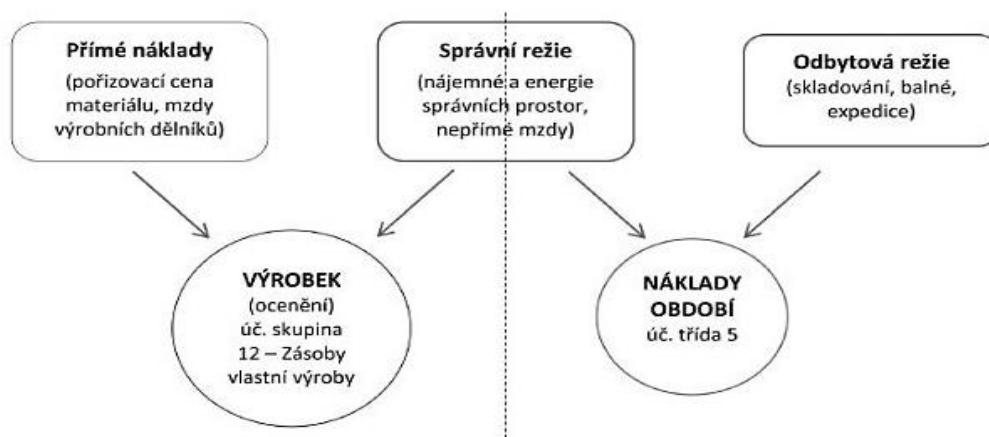 Přímé náklady
(pořizovací cena
materiálu, mzdy
výrobních dělníků)
Správní režie
(nájemné a energie
správních prostor,
nepřímé mzdy)
Odbytová režie
(skladování, balné,
expedice)
VÝROBEK
(ocenění)
úč. skupina
12 – Zásoby
vlastní výroby
NÁKLADY
OBDOBÍ
úč. třída 5